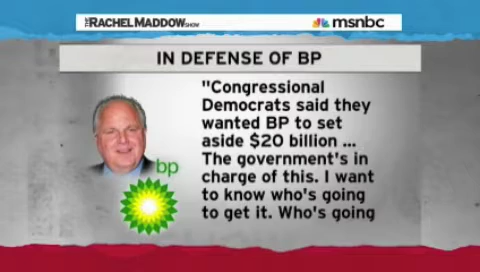 THE RACHEL MADDOW SHOW
msnbc
IN DEFENSE OF BP
"Congressional
Democrats said they
wanted BP to set
aside $20 billion ...
The government's in
charge of this. I want
to know who's going
to get it. Who's going
bp